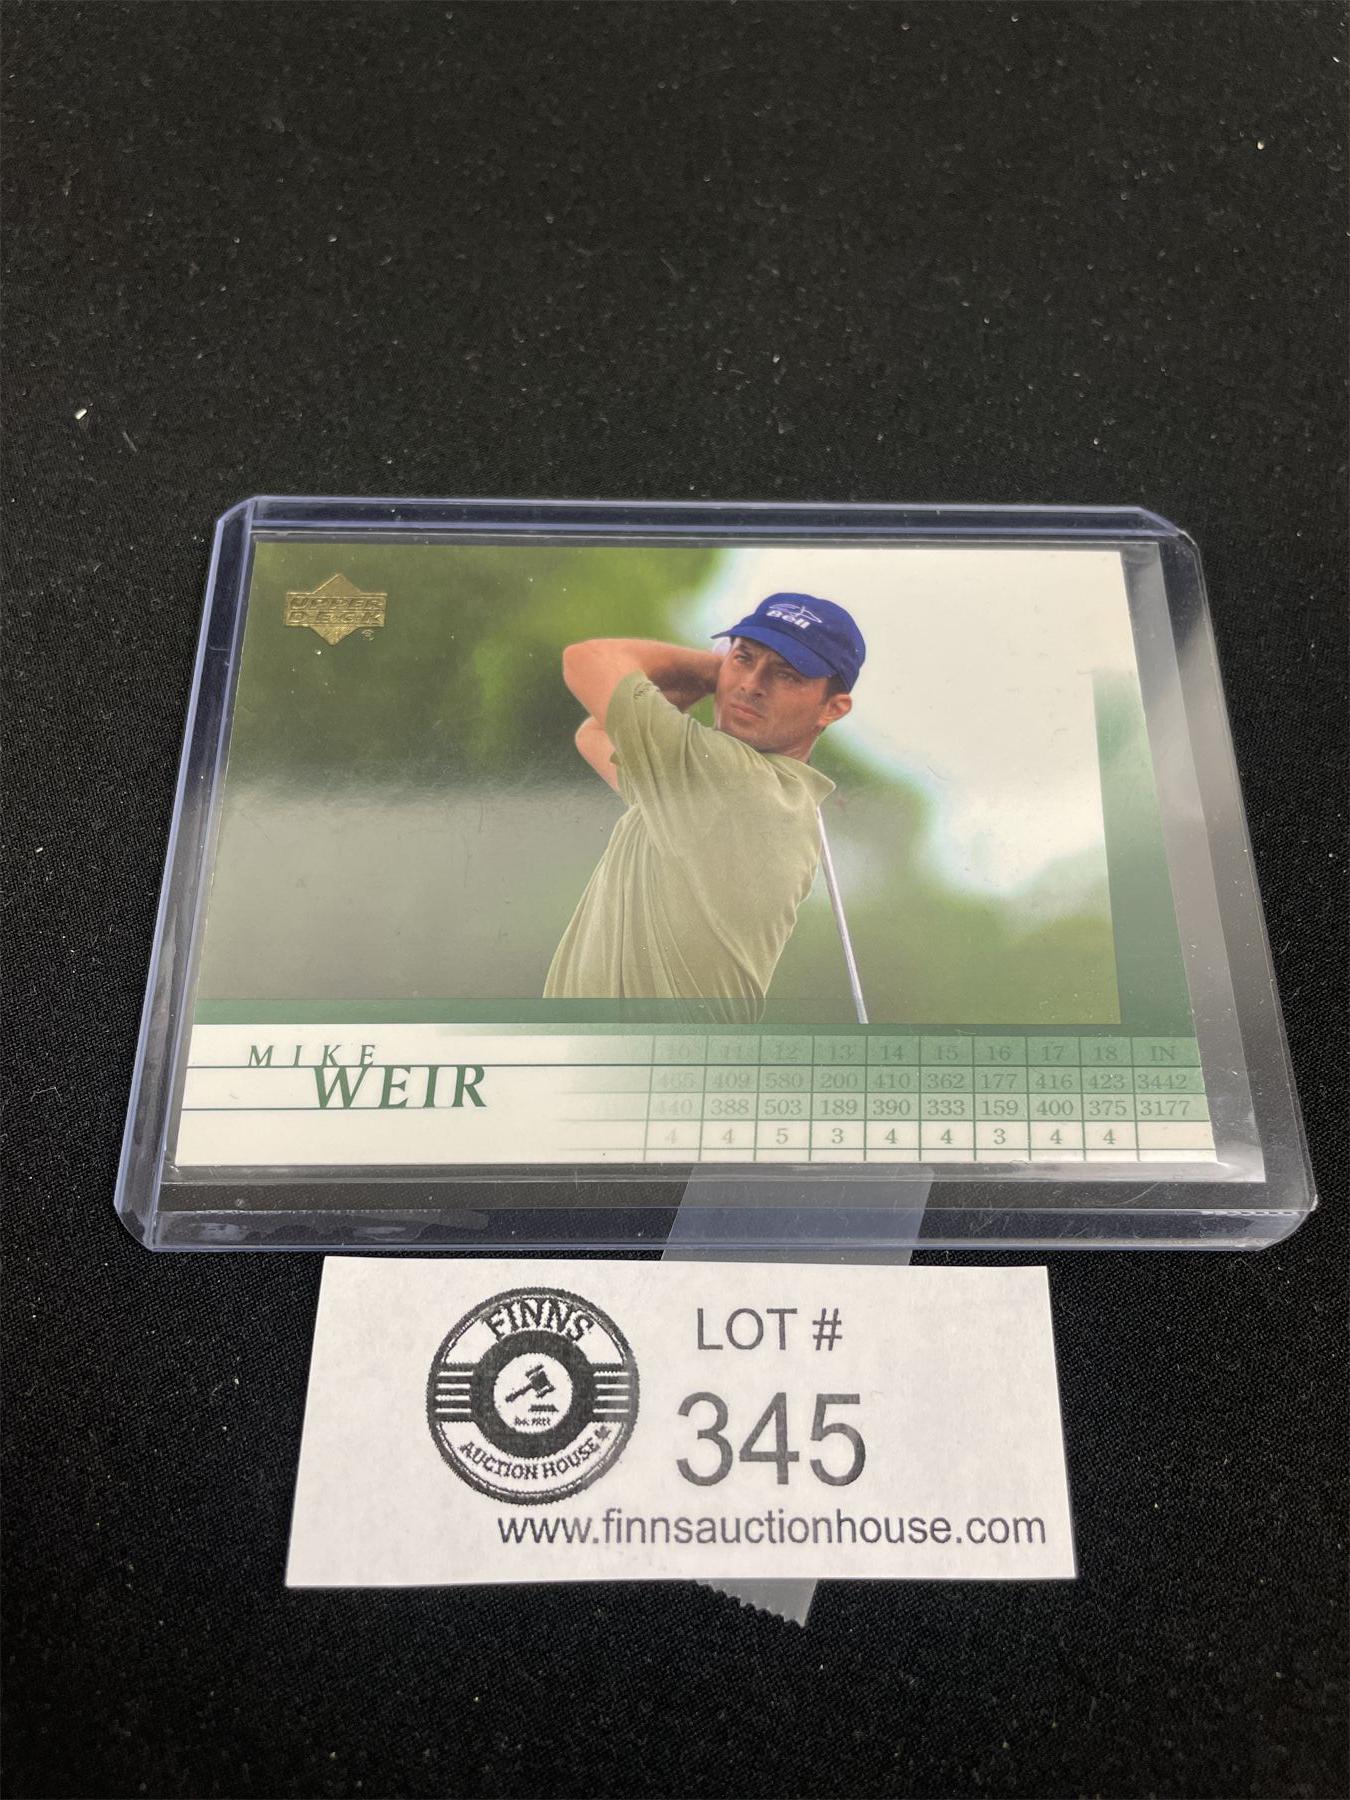 UPPER
DECK
Bell
MIKE
WEIR
10 11 12 13 14 15 16 17 18 IN
465 409 580 200 410 362 177 416 423 3442
440 388 503 189 390 333 159 400 375 3177
4 4 5 3 4 4 3 4 4
FINNS
AUCTION HOUSE
LOT #
345
www.finnsauctionhouse.com